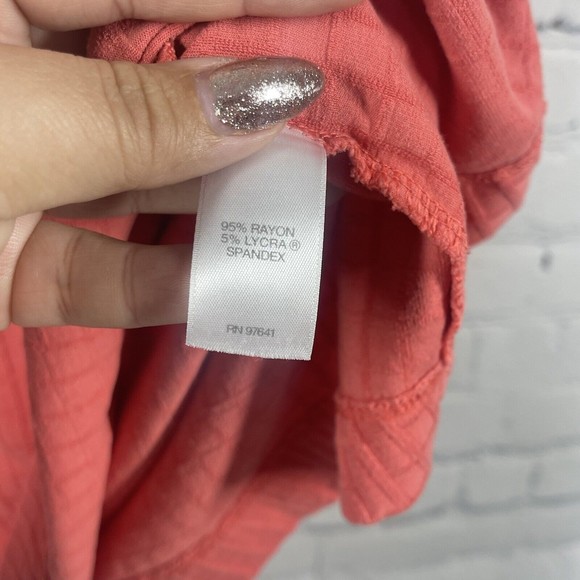 95% RAYON
5% LYCRA ®
SPANDEX
RN 97641